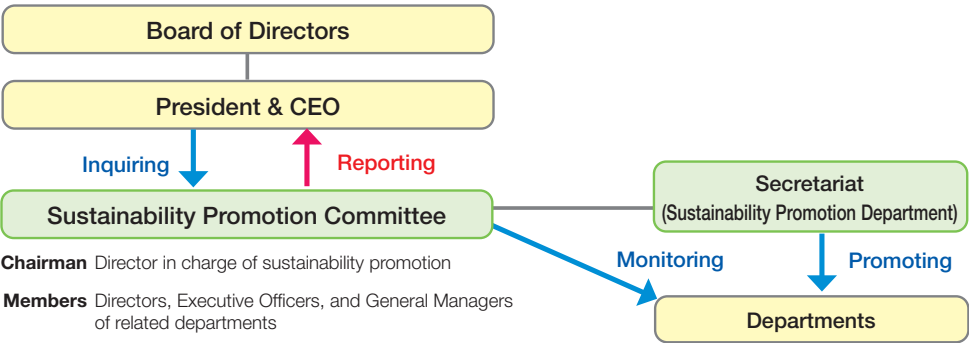 Board of Directors
President & CEO
Inquiring
Reporting
Sustainability Promotion Committee
Secretariat
(Sustainability Promotion Department)
Chairman Director in charge of sustainability promotion
Members Directors, Executive Officers, and General Managers
of related departments
Monitoring
Promoting
Departments